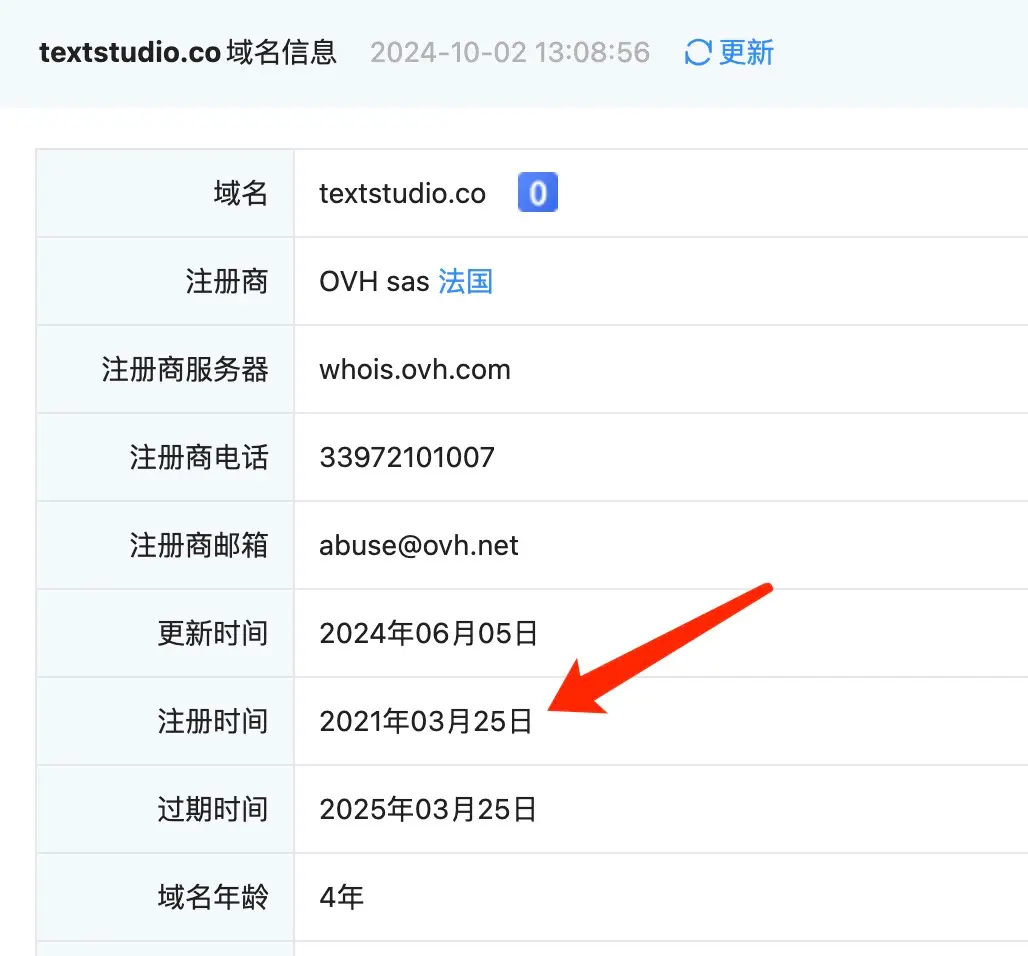 textstudio.co 域名信息 2024-10-02 13:08:56 更新
域名 textstudio.co 0
注册商 OVH sas 法国
注册商服务器 whois.ovh.com
注册商电话 33972101007
注册商邮箱 abuse@ovh.net
更新时间 2024年06月05日
注册时间 2021年03月25日
过期时间 2025年03月25日
域名年龄 4年